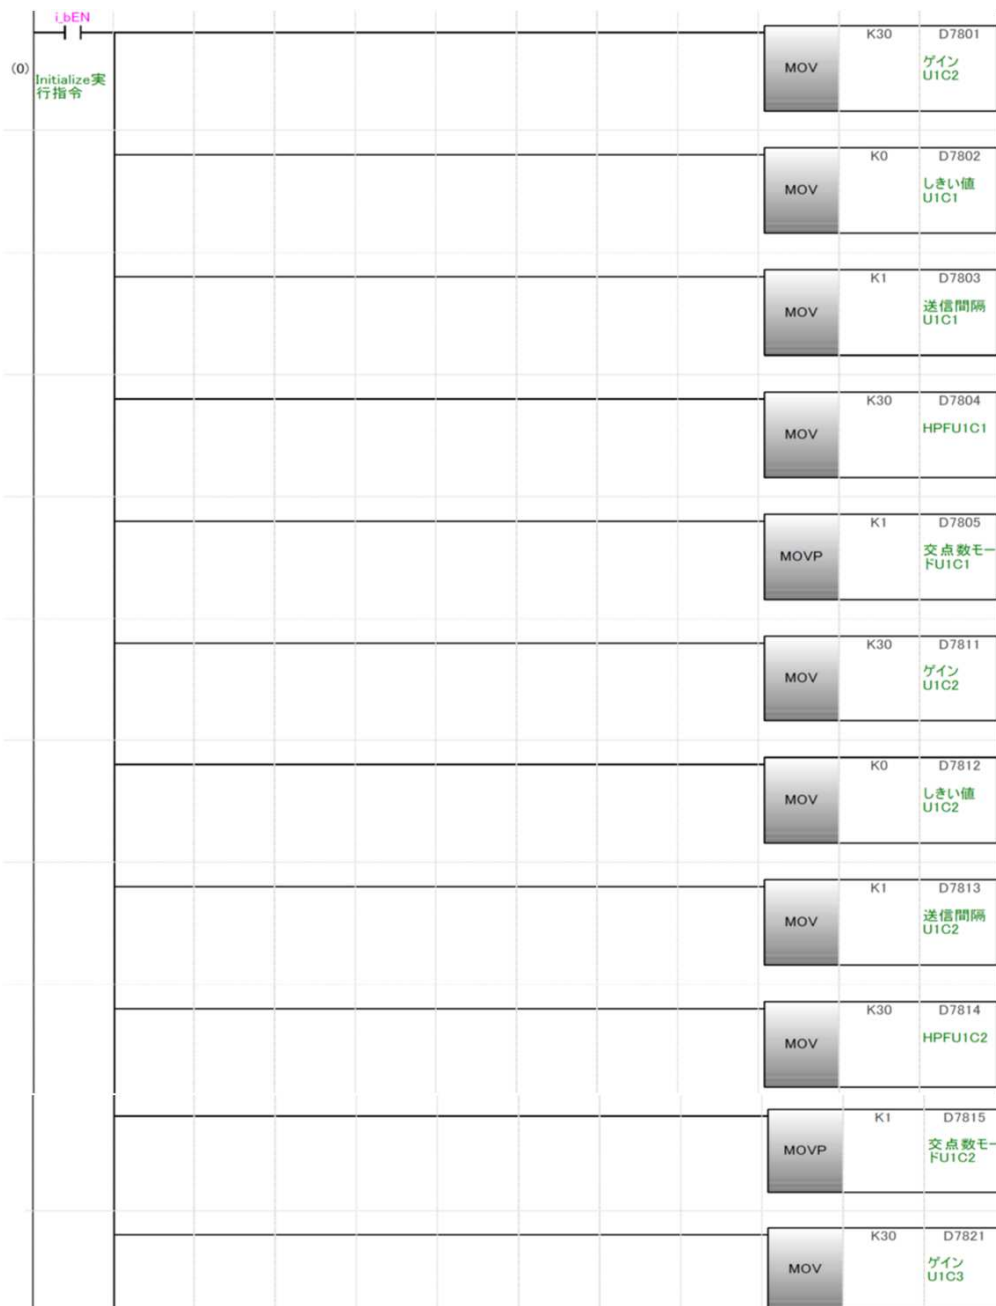 i_bEN
(0)
Initialize実
行指令
MOV K30 D7801
ゲイン
U1C2
MOV K0 D7802
しきい値
U1C1
MOV K1 D7803
送信間隔
U1C1
MOV K30 D7804
HPFU1C1
MOVP K1 D7805
交点数モー
ドU1C1
MOV K30 D7811
ゲイン
U1C2
MOV K0 D7812
しきい値
U1C2
MOV K1 D7813
送信間隔
U1C2
MOV K30 D7814
HPFU1C2
MOVP K1 D7815
交点数モー
ドU1C2
MOV K30 D7821
ゲイン
U1C3